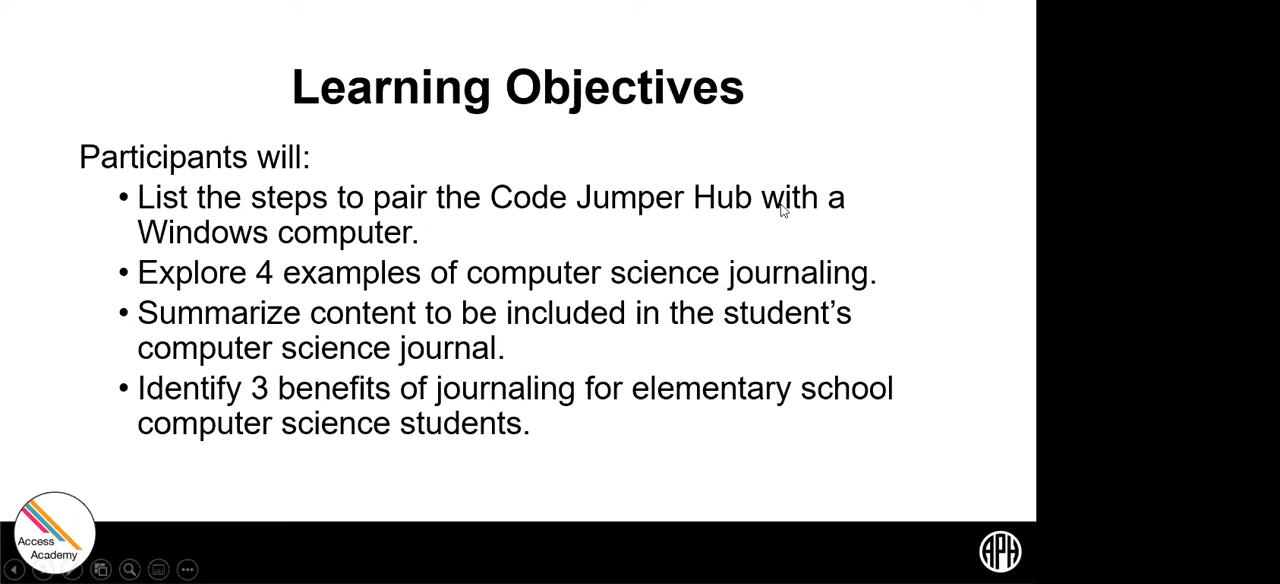 Learning Objectives
Participants will:
• List the steps to pair the Code Jumper Hub with a
Windows computer.
• Explore 4 examples of computer science journaling.
• Summarize content to be included in the student’s
computer science journal.
• Identify 3 benefits of journaling for elementary school
computer science students.
Access
Academy
APH